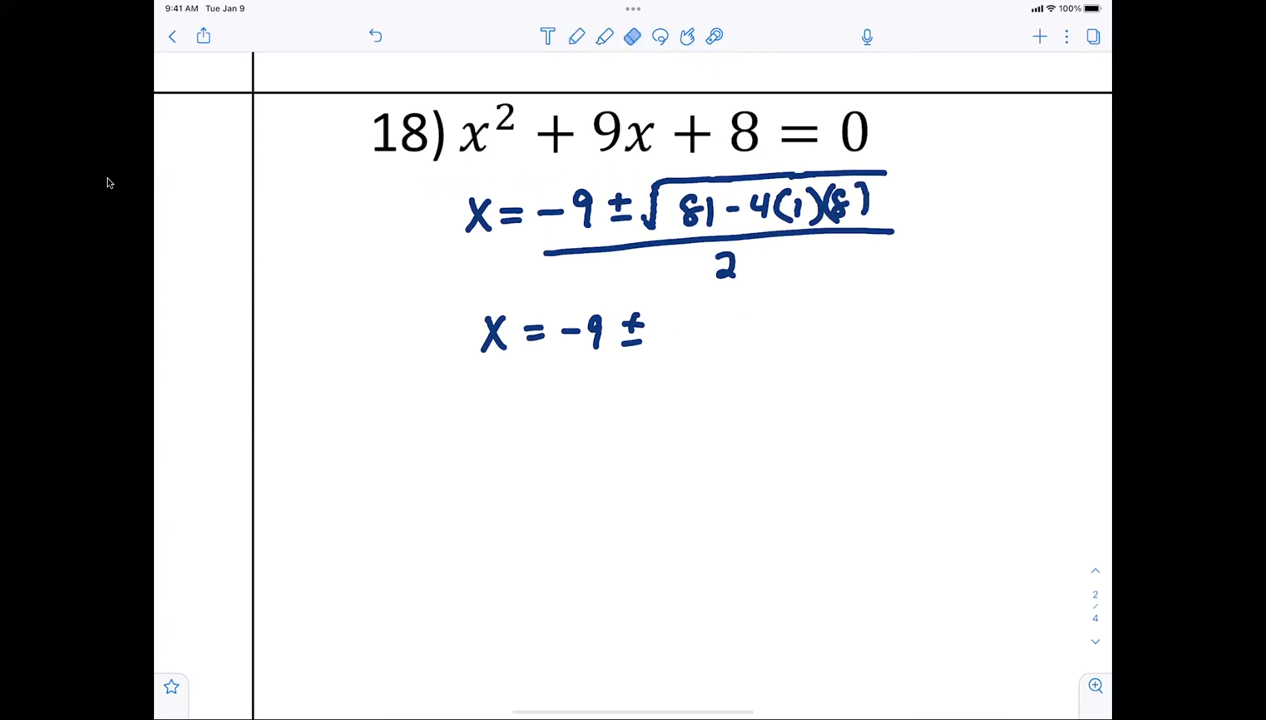 9:41 AM Tue Jan 9
100%
T
18) x² + 9x + 8 = 0
x = -9 ± √81 - 4(1)(8)
2
x = -9 ±
2
/
4